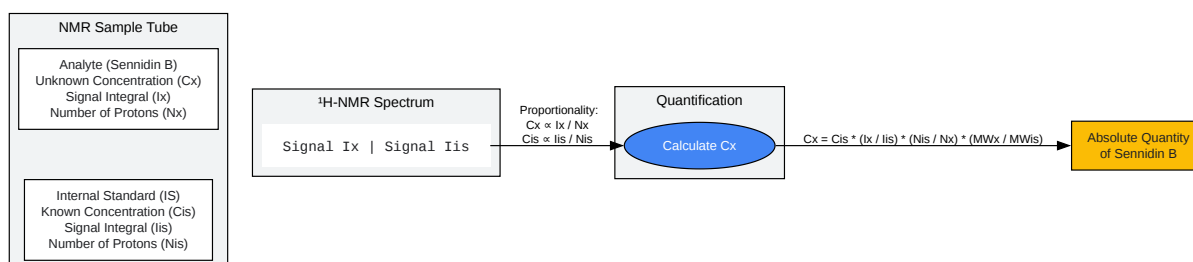 NMR Sample Tube
Analyte (Sennidin B)
Unknown Concentration (Cx)
Signal Integral (Ix)
Number of Protons (Nx)
Internal Standard (IS)
Known Concentration (Cis)
Signal Integral (Iis)
Number of Protons (Nis)
¹H-NMR Spectrum
Signal Ix | Signal Iis
Proportionality:
Cx ∝ Ix / Nx
Cis ∝ Iis / Nis
Quantification
Calculate Cx
Cx = Cis * (Ix / Iis) * (Nis / Nx) * (MWx / MWis)
Absolute Quantity
of Sennidin B